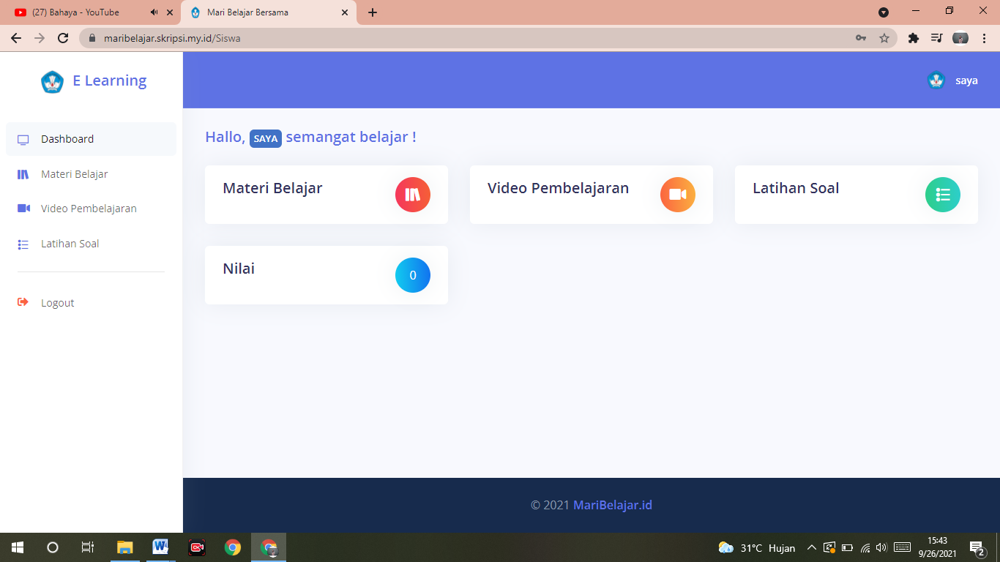 (27) Bahaya - YouTube
Mari Belajar Bersama
maribelajar.skripsi.my.id/Siswa
E Learning
saya
Dashboard
Materi Belajar
Video Pembelajaran
Latihan Soal
Logout
Hallo, SAYA semangat belajar !
Materi Belajar
Video Pembelajaran
Latihan Soal
Nilai
0
© 2021 MariBelajar.id
31°C Hujan
15:43
9/26/2021
2